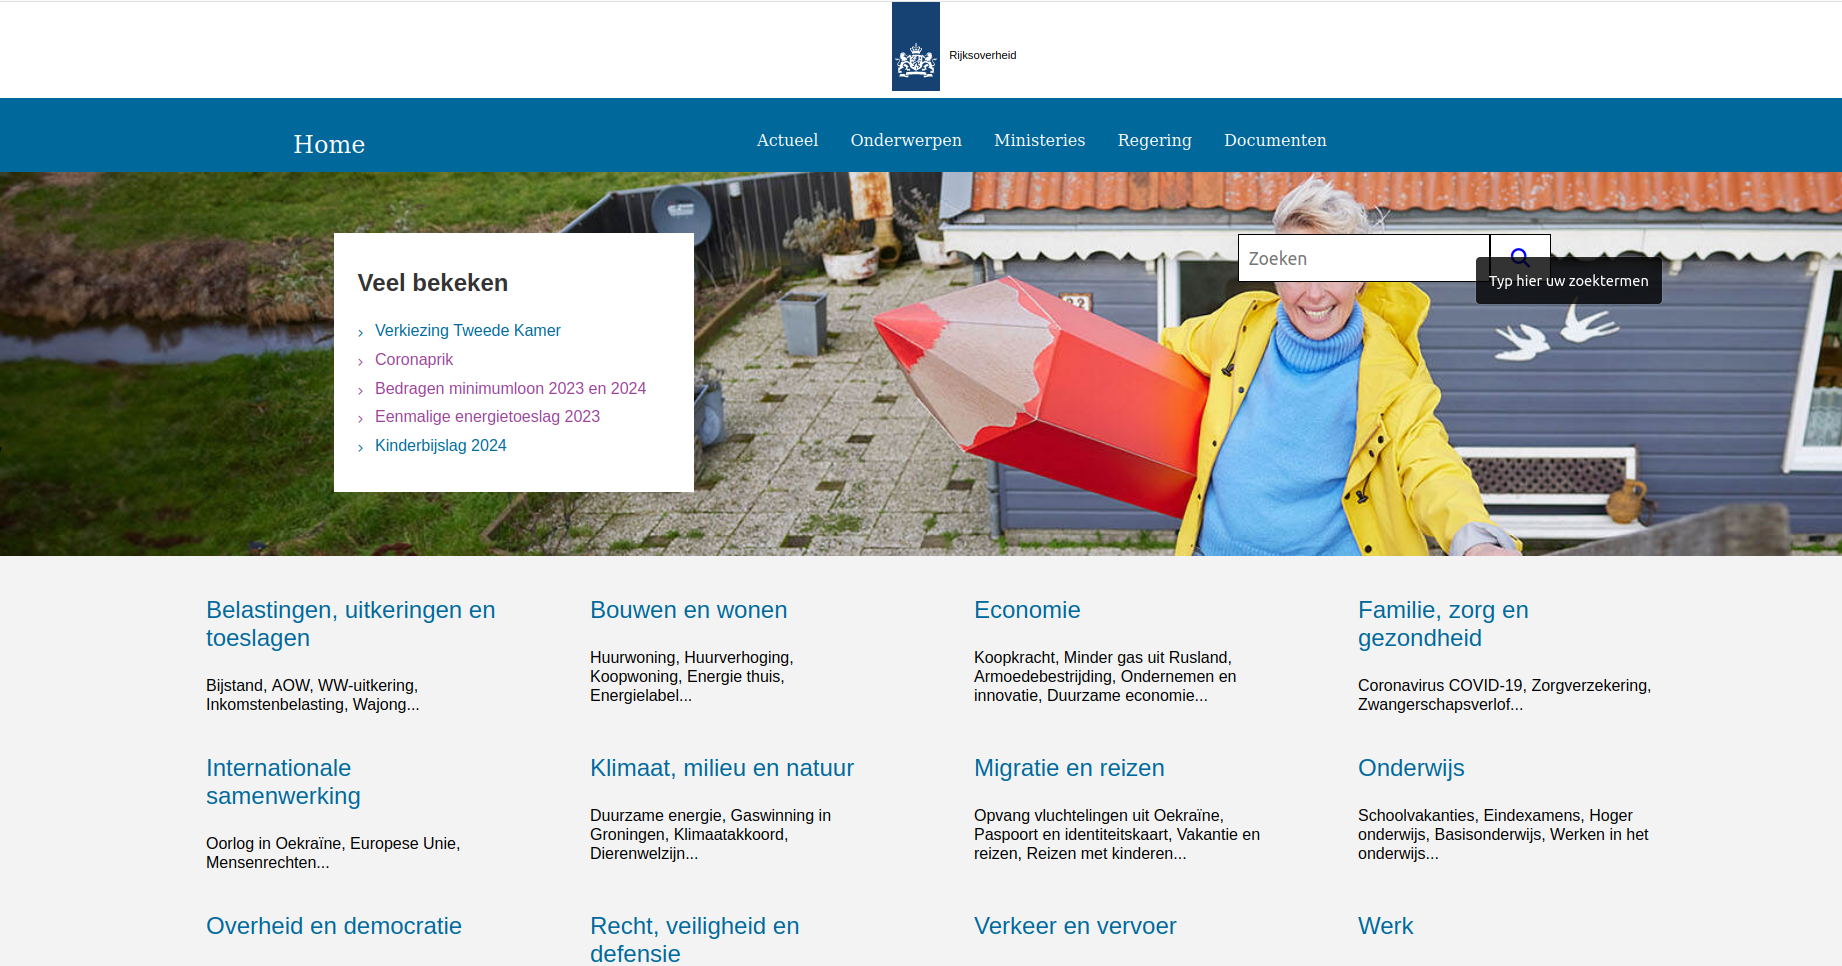 Rijksoverheid
Home
Actueel
Onderwerpen
Ministeries
Regering
Documenten
Veel bekeken
Verkiezing Tweede Kamer
Coronaprik
Bedragen minimumloon 2023 en 2024
Eenmalige energietoeslag 2023
Kinderbijslag 2024
Zoeken
Typ hier uw zoektermen
Belastingen, uitkeringen en
toeslagen
Bijstand, AOW, WW-uitkering,
Inkomstenbelasting, Wajong...
Bouwen en wonen
Huurwoning, Huurverhoging,
Koopwoning, Energie thuis,
Energielabel...
Economie
Koopkracht, Minder gas uit Rusland,
Armoedebestrijding, Ondernemen en
innovatie, Duurzame economie...
Familie, zorg en
gezondheid
Coronavirus COVID-19, Zorgverzekering,
Zwangerschapsverlof...
Internationale
samenwerking
Oorlog in Oekraïne, Europese Unie,
Mensenrechten...
Klimaat, milieu en natuur
Duurzame energie, Gaswinning in
Groningen, Klimaatakkoord,
Dierenwelzijn...
Migratie en reizen
Opvang vluchtelingen uit Oekraïne,
Paspoort en identiteitskaart, Vakantie en
reizen, Reizen met kinderen...
Onderwijs
Schoolvakanties, Eindexamens, Hoger
onderwijs, Basisonderwijs, Werken in het
onderwijs...
Overheid en democratie
Recht, veiligheid en
defensie
Verkeer en vervoer
Werk